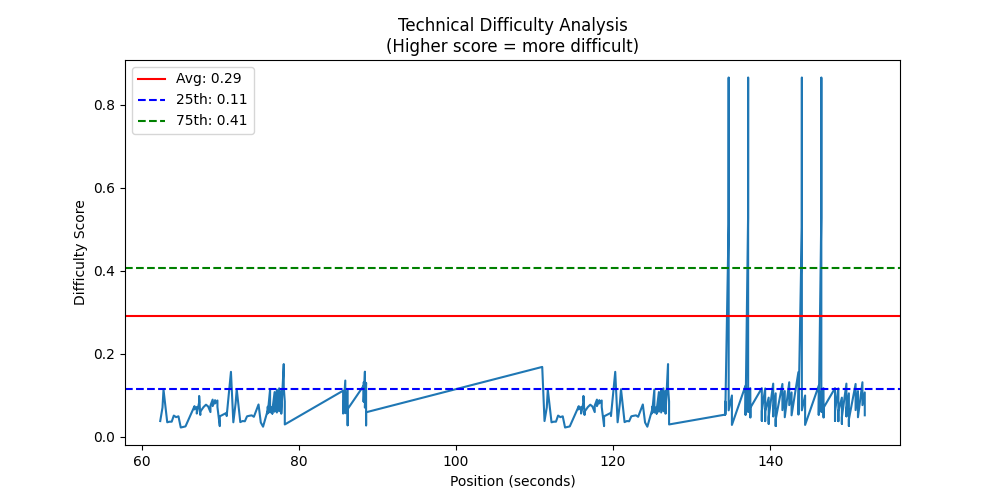 Technical Difficulty Analysis
(Higher score = more difficult)
Avg: 0.29
25th: 0.11
75th: 0.41
Difficulty Score
0.8
0.6
0.4
0.2
0.0
60 80 100 120 140
Position (seconds)